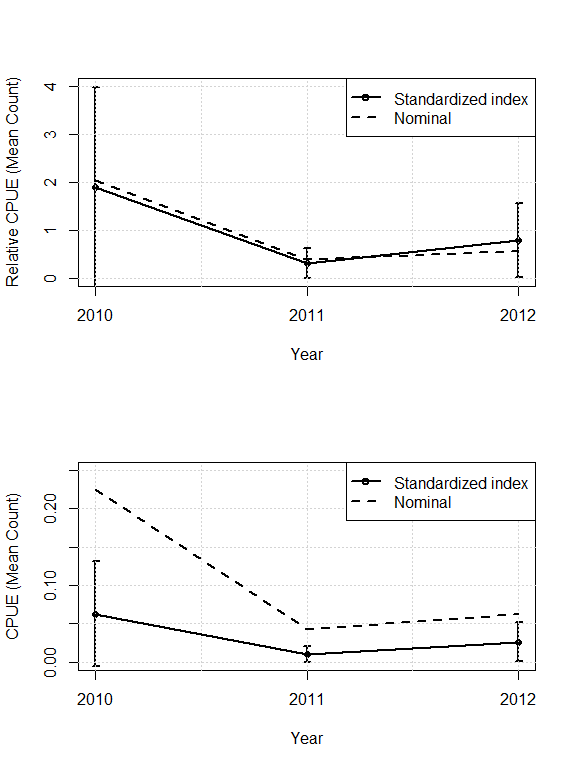 Relative CPUE (Mean Count)
4
3
2
1
0
Standardized index
Nominal
2010 2011 2012
Year
CPUE (Mean Count)
0.20
0.10
0.00
Standardized index
Nominal
2010 2011 2012
Year